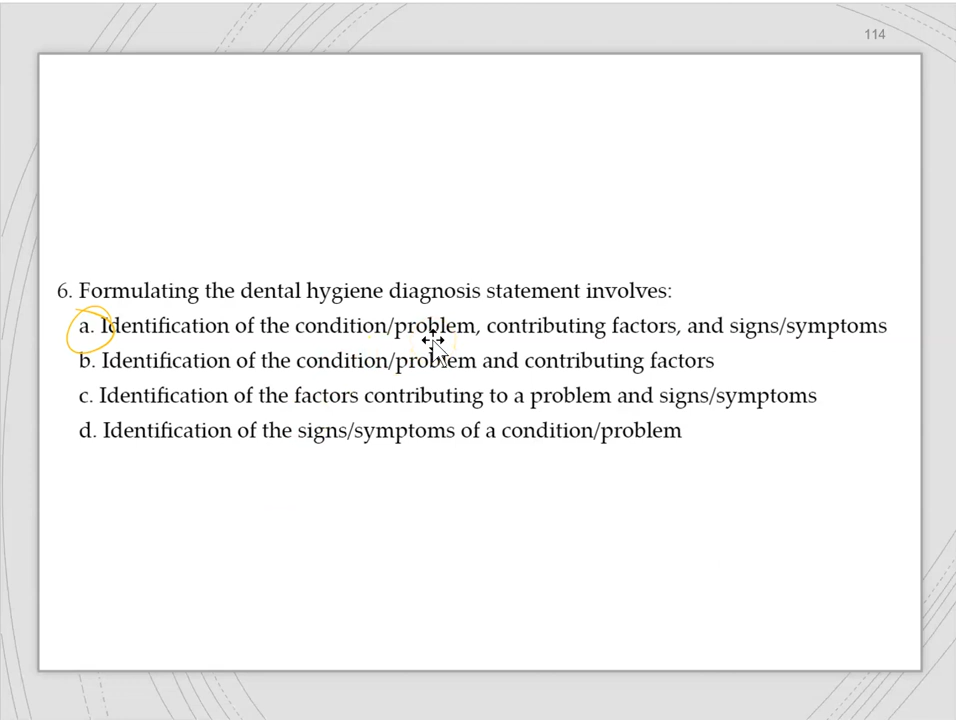 114
6. Formulating the dental hygiene diagnosis statement involves:
a. Identification of the condition/problem, contributing factors, and signs/symptoms
b. Identification of the condition/problem and contributing factors
c. Identification of the factors contributing to a problem and signs/symptoms
d. Identification of the signs/symptoms of a condition/problem